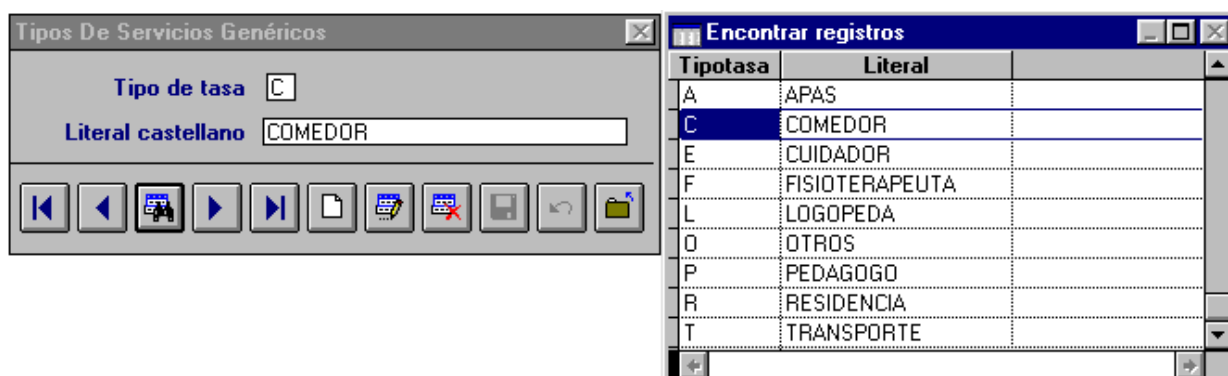 Tipos De Servicios Genéricos
Tipo de tasa C
Literal castellano COMEDOR
Encontrar registros
Tipotasa Literal
A APAS
C COMEDOR
E CUIDADOR
F FISIOTERAPEUTA
L LOGOPEDA
O OTROS
P PEDAGOGO
R RESIDENCIA
T TRANSPORTE